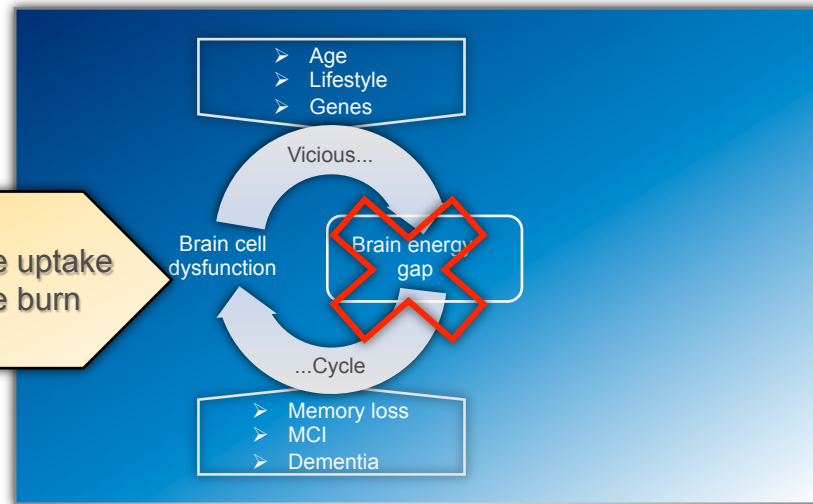 ➢ Age
➢ Lifestyle
➢ Genes
Vicious...
e uptake
e burn
Brain cell
dysfunction
Brain energy
gap
...Cycle
➢ Memory loss
➢ MCI
➢ Dementia